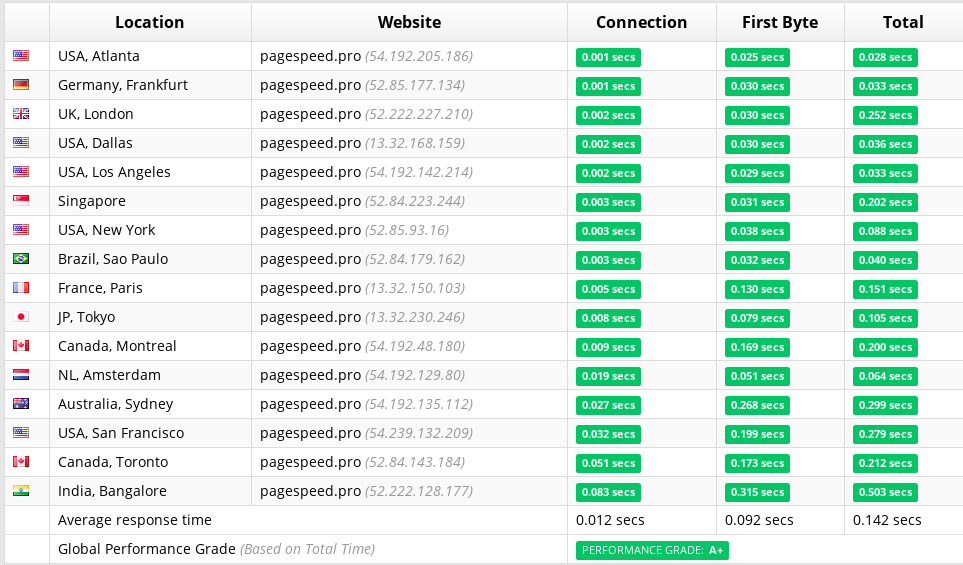 Location Website Connection First Byte Total
USA, Atlanta pagespeed.pro (54.192.205.186) 0.001 secs 0.025 secs 0.028 secs
Germany, Frankfurt pagespeed.pro (52.85.177.134) 0.001 secs 0.030 secs 0.033 secs
UK, London pagespeed.pro (52.222.227.210) 0.002 secs 0.030 secs 0.252 secs
USA, Dallas pagespeed.pro (13.32.168.159) 0.002 secs 0.030 secs 0.036 secs
USA, Los Angeles pagespeed.pro (54.192.142.214) 0.002 secs 0.029 secs 0.033 secs
Singapore pagespeed.pro (52.84.223.244) 0.003 secs 0.031 secs 0.202 secs
USA, New York pagespeed.pro (52.85.93.16) 0.003 secs 0.038 secs 0.088 secs
Brazil, Sao Paulo pagespeed.pro (52.84.179.162) 0.003 secs 0.032 secs 0.040 secs
France, Paris pagespeed.pro (13.32.150.103) 0.005 secs 0.130 secs 0.151 secs
JP, Tokyo pagespeed.pro (13.32.230.246) 0.008 secs 0.079 secs 0.105 secs
Canada, Montreal pagespeed.pro (54.192.48.180) 0.009 secs 0.169 secs 0.200 secs
NL, Amsterdam pagespeed.pro (54.192.129.80) 0.019 secs 0.051 secs 0.064 secs
Australia, Sydney pagespeed.pro (54.192.135.112) 0.027 secs 0.268 secs 0.299 secs
USA, San Francisco pagespeed.pro (54.239.132.209) 0.032 secs 0.199 secs 0.279 secs
Canada, Toronto pagespeed.pro (52.84.143.184) 0.051 secs 0.173 secs 0.212 secs
India, Bangalore pagespeed.pro (52.222.128.177) 0.083 secs 0.315 secs 0.503 secs
Average response time 0.012 secs 0.092 secs 0.142 secs
Global Performance Grade (Based on Total Time) PERFORMANCE GRADE: A+